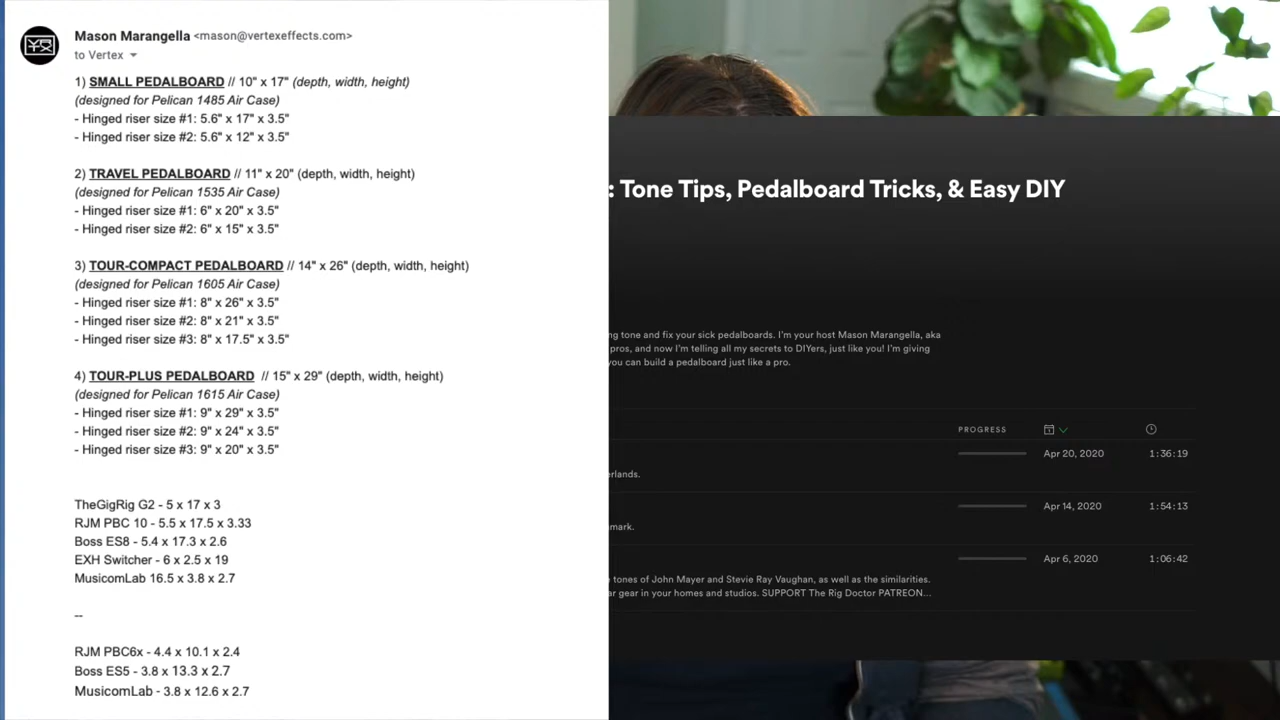 Mason Marangella <mason@vertexeffects.com>
to Vertex
1) SMALL PEDALBOARD // 10" x 17" (depth, width, height)
(designed for Pelican 1485 Air Case)
- Hinged riser size #1: 5.6" x 17" x 3.5"
- Hinged riser size #2: 5.6" x 12" x 3.5"
2) TRAVEL PEDALBOARD // 11" x 20" (depth, width, height)
(designed for Pelican 1535 Air Case)
- Hinged riser size #1: 6" x 20" x 3.5"
- Hinged riser size #2: 6" x 15" x 3.5"
3) TOUR-COMPACT PEDALBOARD // 14" x 26" (depth, width, height)
(designed for Pelican 1605 Air Case)
- Hinged riser size #1: 8" x 26" x 3.5"
- Hinged riser size #2: 8" x 21" x 3.5"
- Hinged riser size #3: 8" x 17.5" x 3.5"
4) TOUR-PLUS PEDALBOARD // 15" x 29" (depth, width, height)
(designed for Pelican 1615 Air Case)
- Hinged riser size #1: 9" x 29" x 3.5"
- Hinged riser size #2: 9" x 24" x 3.5"
- Hinged riser size #3: 9" x 20" x 3.5"
TheGigRig G2 - 5 x 17 x 3
RJM PBC 10 - 5.5 x 17.5 x 3.33
Boss ES8 - 5.4 x 17.3 x 2.6
EXH Switcher - 6 x 2.5 x 19
MusicomLab 16.5 x 3.8 x 2.7
--
RJM PBC6x - 4.4 x 10.1 x 2.4
Boss ES5 - 3.8 x 13.3 x 2.7
MusicomLab - 3.8 x 12.6 x 2.7
: Tone Tips, Pedalboard Tricks, & Easy DIY
ng tone and fix your sick pedalboards. I'm your host Mason Marangella, aka
pros, and now I'm telling all my secrets to DIYers, just like you! I'm giving
you can build a pedalboard just like a pro.
PROGRESS
Apr 20, 2020 1:36:19
erlands.
Apr 14, 2020 1:54:13
nmark.
Apr 6, 2020 1:06:42
e tones of John Mayer and Stevie Ray Vaughan, as well as the similarities.
ar gear in your homes and studios. SUPPORT The Rig Doctor PATREON...